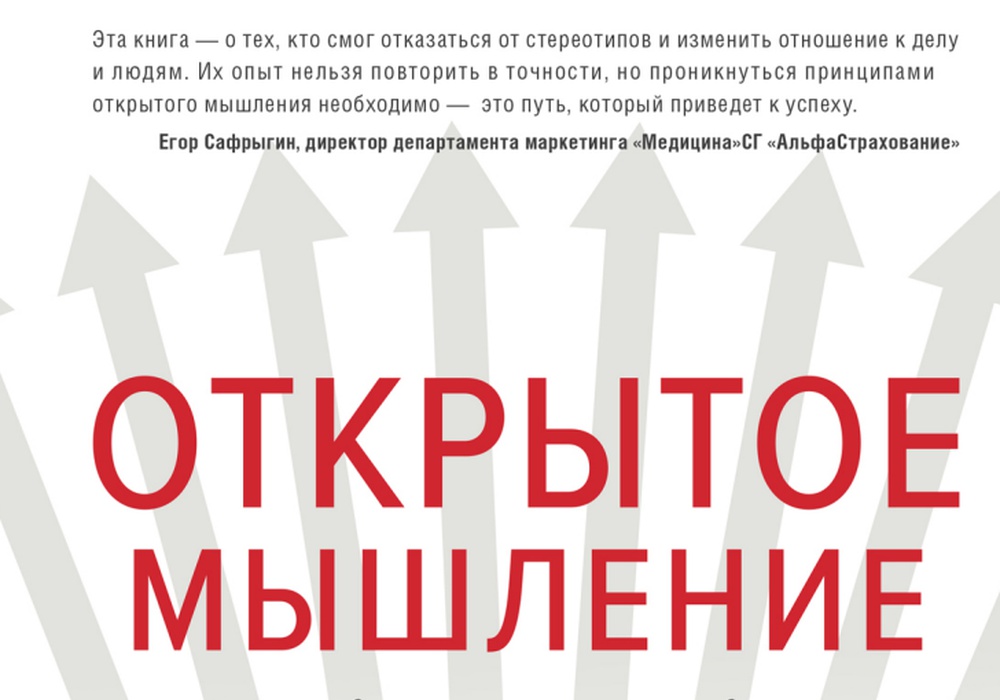 Эта книга — о тех, кто смог отказаться от стереотипов и изменить отношение к делу
и людям. Их опыт нельзя повторить в точности, но проникнуться принципами
открытого мышления необходимо — это путь, который приведет к успеху.
Егор Сафрыгин, директор департамента маркетинга «Медицина»СГ «АльфаСтрахование»
ОТКРЫТОЕ
МЫШЛЕНИЕ